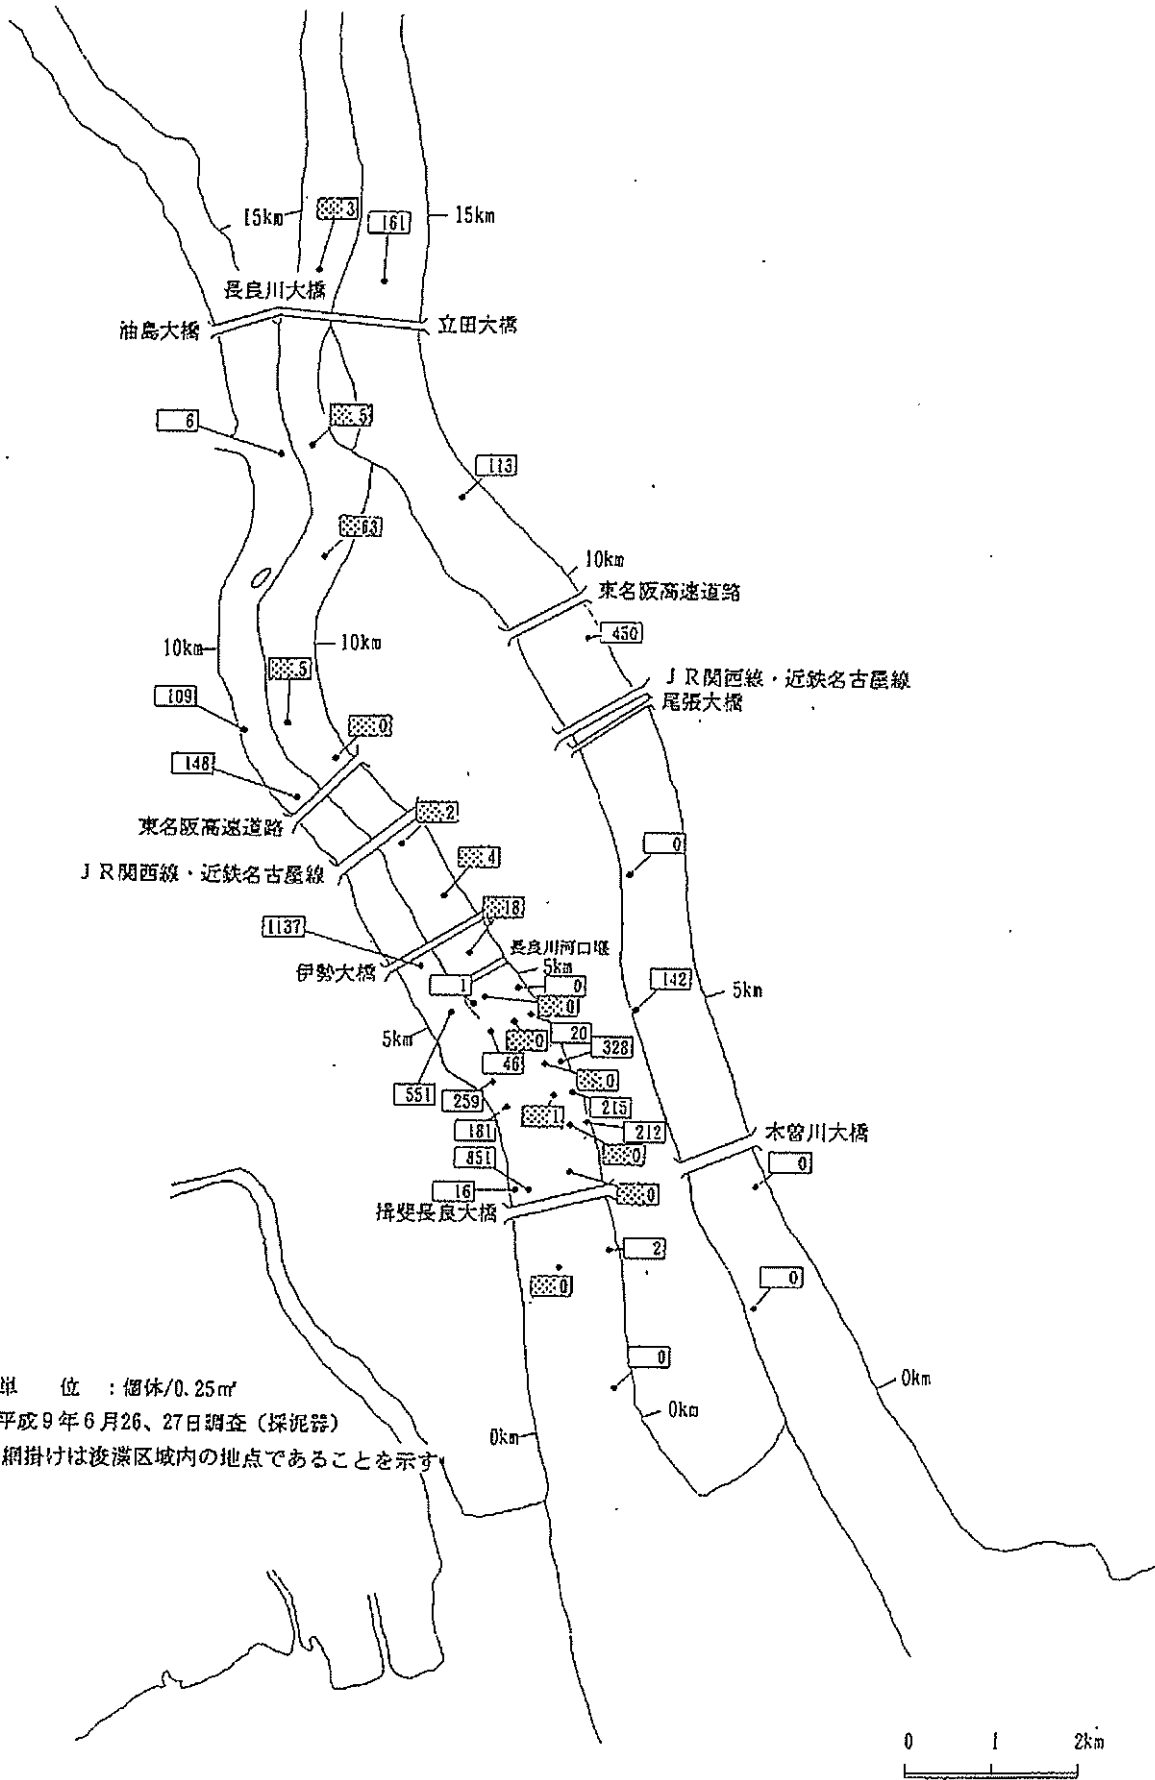 3
15km
161
15km
長良川大橋
油島大橋
立田大橋
6
5
113
63
10km
東名阪高速道路
450
10km
10km
5
JR関西線・近鉄名古屋線
尾張大橋
109
0
148
2
東名阪高速道路
0
4
JR関西線・近鉄名古屋線
18
1137
長良川河口堰
伊勢大橋
5km
1
0
142
5km
0
5km
0
20
328
46
0
551
259
215
1
181
212
木曽川大橋
0
851
0
16
0
揖斐長良大橋
2
0
0
0
単 位 :個体/0.25㎡
0km
平成9年6月26、27日調査(採泥器)
0km
0km
網掛けは浚渫区域内の地点であることを示す
0 1 2km